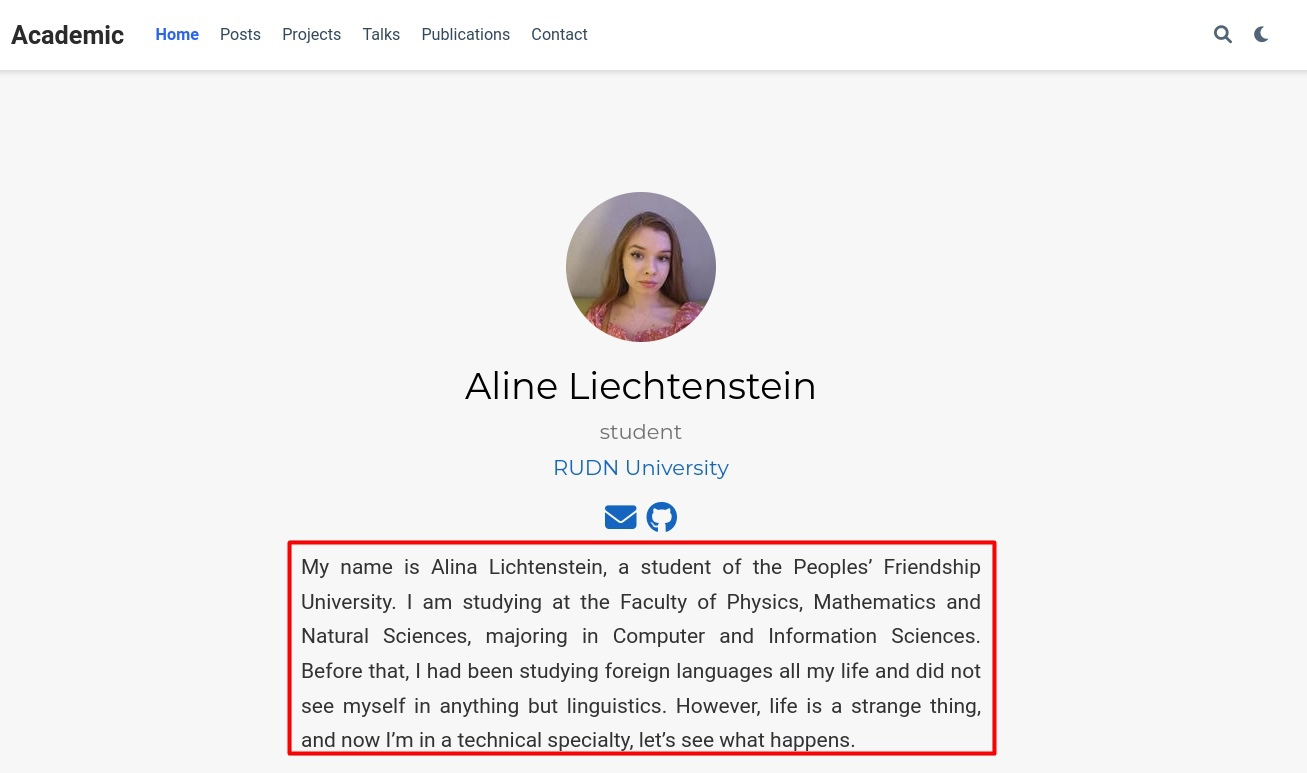 Academic Home Posts Projects Talks Publications Contact
Aline Liechtenstein
student
RUDN University
My name is Alina Lichtenstein, a student of the Peoples’ Friendship
University. I am studying at the Faculty of Physics, Mathematics and
Natural Sciences, majoring in Computer and Information Sciences.
Before that, I had been studying foreign languages all my life and did not
see myself in anything but linguistics. However, life is a strange thing,
and now I’m in a technical specialty, let’s see what happens.